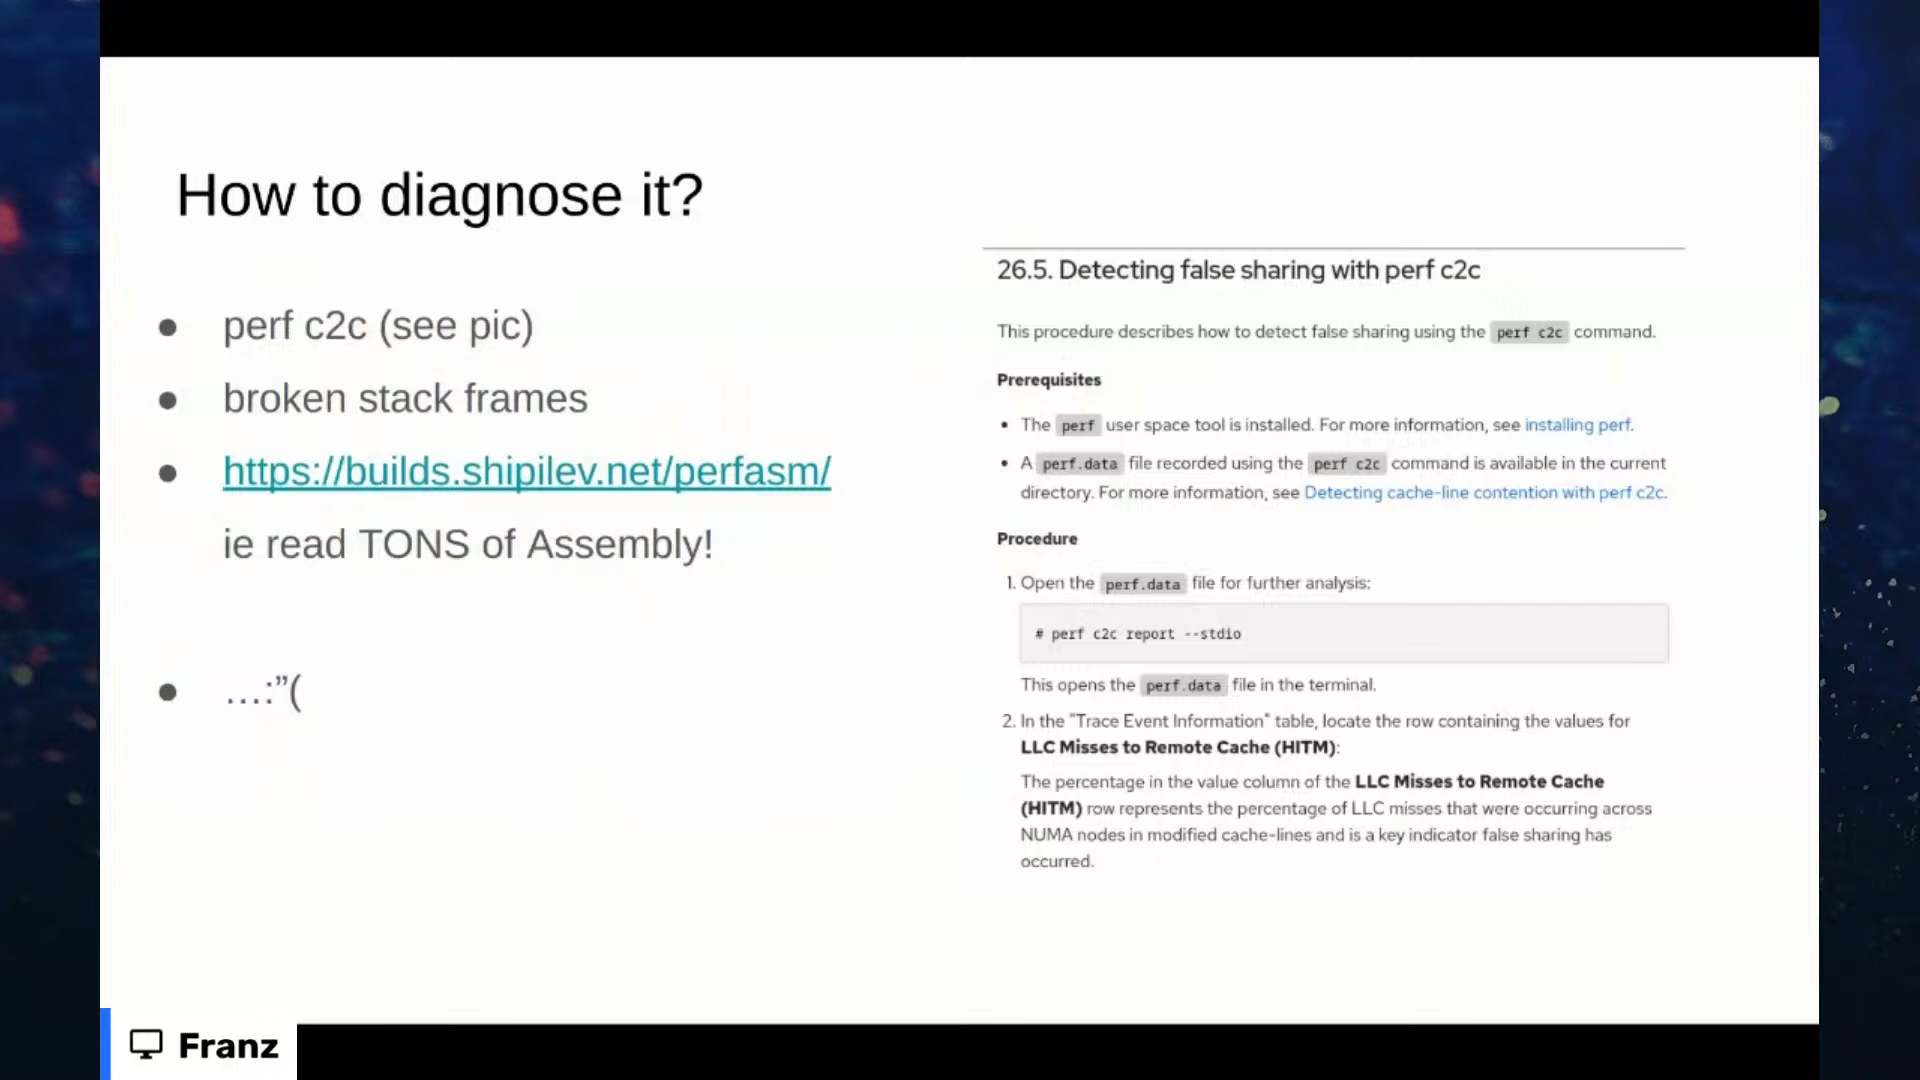 How to diagnose it?
● perf c2c (see pic)
● broken stack frames
● https://builds.shipilev.net/perfasm/
ie read TONS of Assembly!
● …:”(
26.5. Detecting false sharing with perf c2c
This procedure describes how to detect false sharing using the perf c2c command.
Prerequisites
• The perf user space tool is installed. For more information, see installing perf.
• A perf.data file recorded using the perf c2c command is available in the current
directory. For more information, see Detecting cache-line contention with perf c2c.
Procedure
1. Open the perf.data file for further analysis:
# perf c2c report --stdio
This opens the perf.data file in the terminal.
2. In the "Trace Event Information" table, locate the row containing the values for
LLC Misses to Remote Cache (HITM):
The percentage in the value column of the LLC Misses to Remote Cache
(HITM) row represents the percentage of LLC misses that were occurring across
NUMA nodes in modified cache-lines and is a key indicator false sharing has
occurred.
Franz